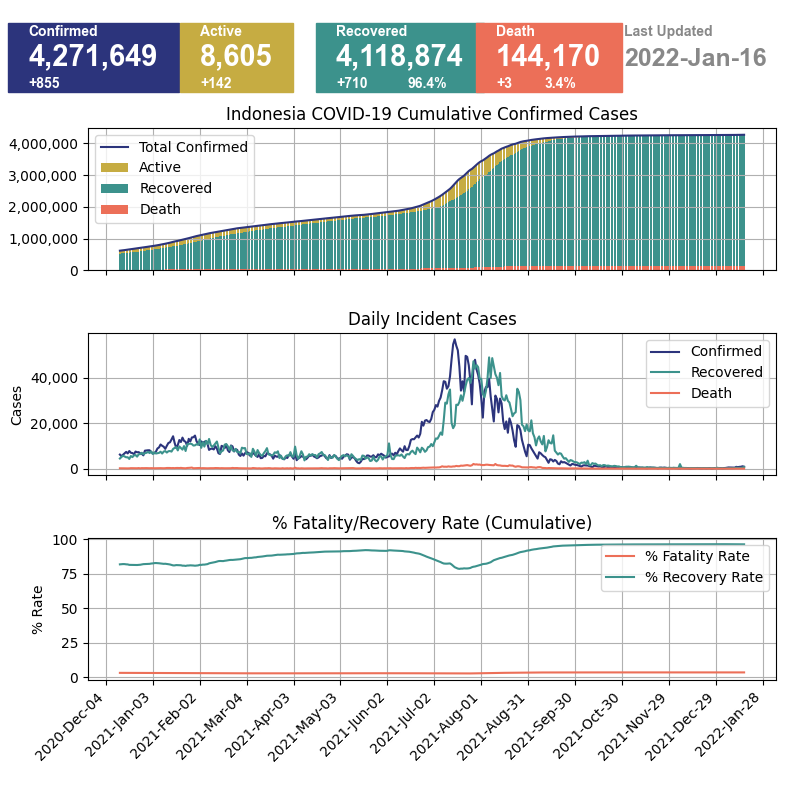 Confirmed
4,271,649
+855
Active
8,605
+142
Recovered
4,118,874
+710 96.4%
Death
144,170
+3 3.4%
Last Updated
2022-Jan-16
Indonesia COVID-19 Cumulative Confirmed Cases
4,000,000
3,000,000
2,000,000
1,000,000
0
Total Confirmed
Active
Recovered
Death
Daily Incident Cases
Cases
40,000
20,000
0
Confirmed
Recovered
Death
% Fatality/Recovery Rate (Cumulative)
% Rate
100
75
50
25
0
% Fatality Rate
% Recovery Rate
2020-Dec-04
2021-Jan-03
2021-Feb-02
2021-Mar-04
2021-Apr-03
2021-May-03
2021-Jun-02
2021-Jul-02
2021-Aug-01
2021-Aug-31
2021-Sep-30
2021-Oct-30
2021-Nov-29
2021-Dec-29
2022-Jan-28